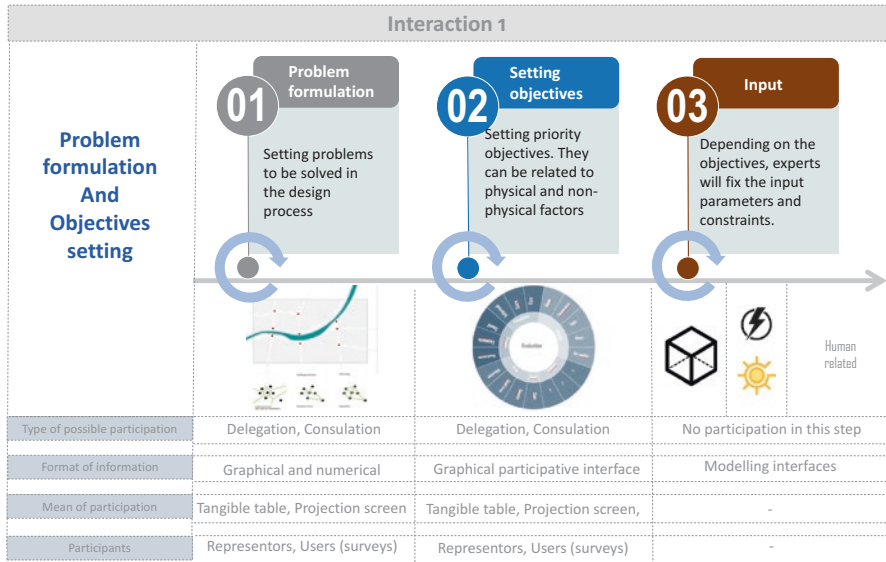 Interaction 1
Problem
formulation
And
Objectives
setting
01
Problem
formulation
Setting problems
to be solved in
the design
process
02
Setting
objectives
Setting priority
objectives. They
can be related to
physical and non-
physical factors
03
Input
Depending on the
objectives, experts
will fix the input
parameters and
constraints.
Human
related
Type of possible participation
Delegation, Consulation
Delegation, Consulation
No participation in this step
Format of information
Graphical and numerical
Graphical participative interface
Modelling interfaces
Mean of participation
Tangible table, Projection screen
Tangible table, Projection screen,
-
Participants
Representors, Users (surveys)
Representors, Users (surveys)
-